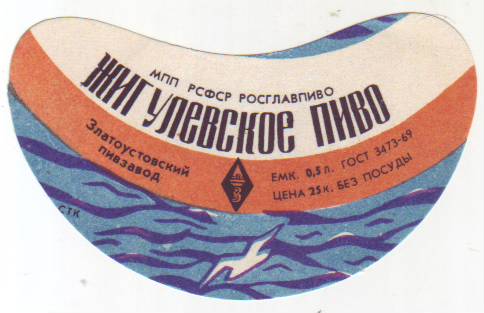 МПП РСФСР РОСГЛАВПИВО
ЖИГУЛЕВСКОЕ ПИВО
Златоустовский
пивзавод
ЕМК. 0,5 л. ГОСТ 3473-69
ЦЕНА 25 к. БЕЗ ПОСУДЫ
СТК